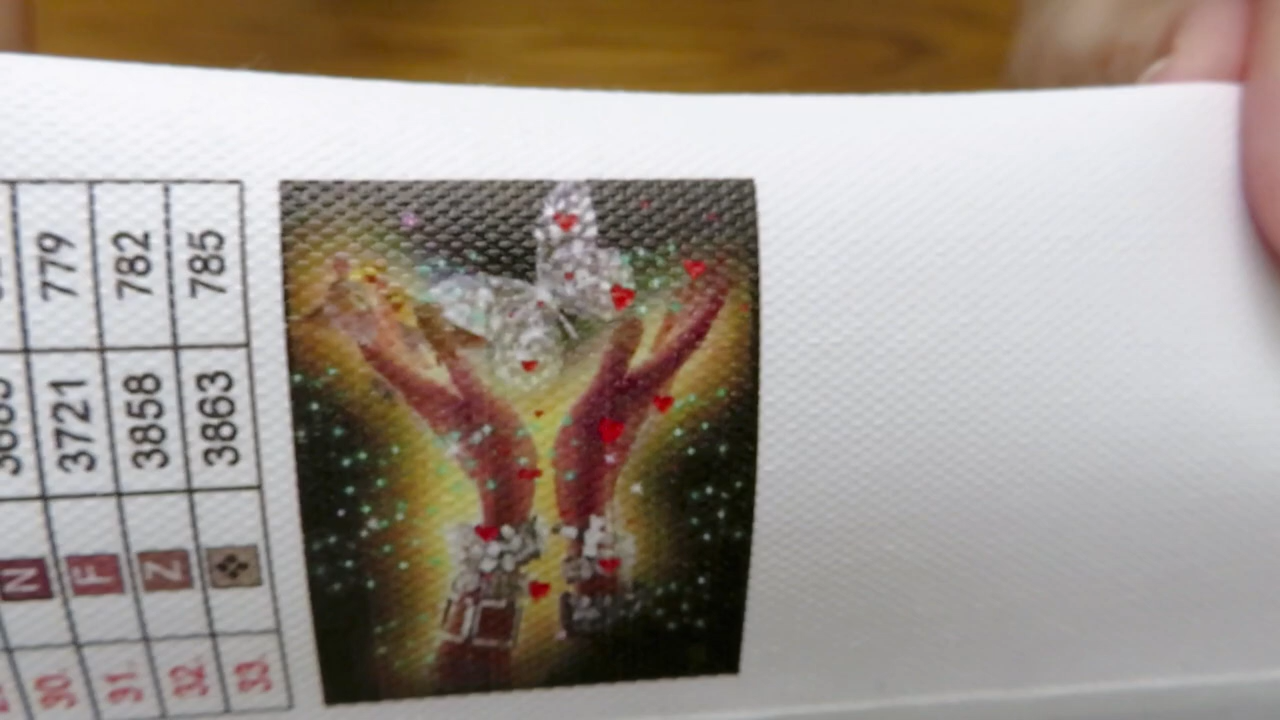 30. F 3721 779
31. Z 3858 782
32. 3863 785
33.
N